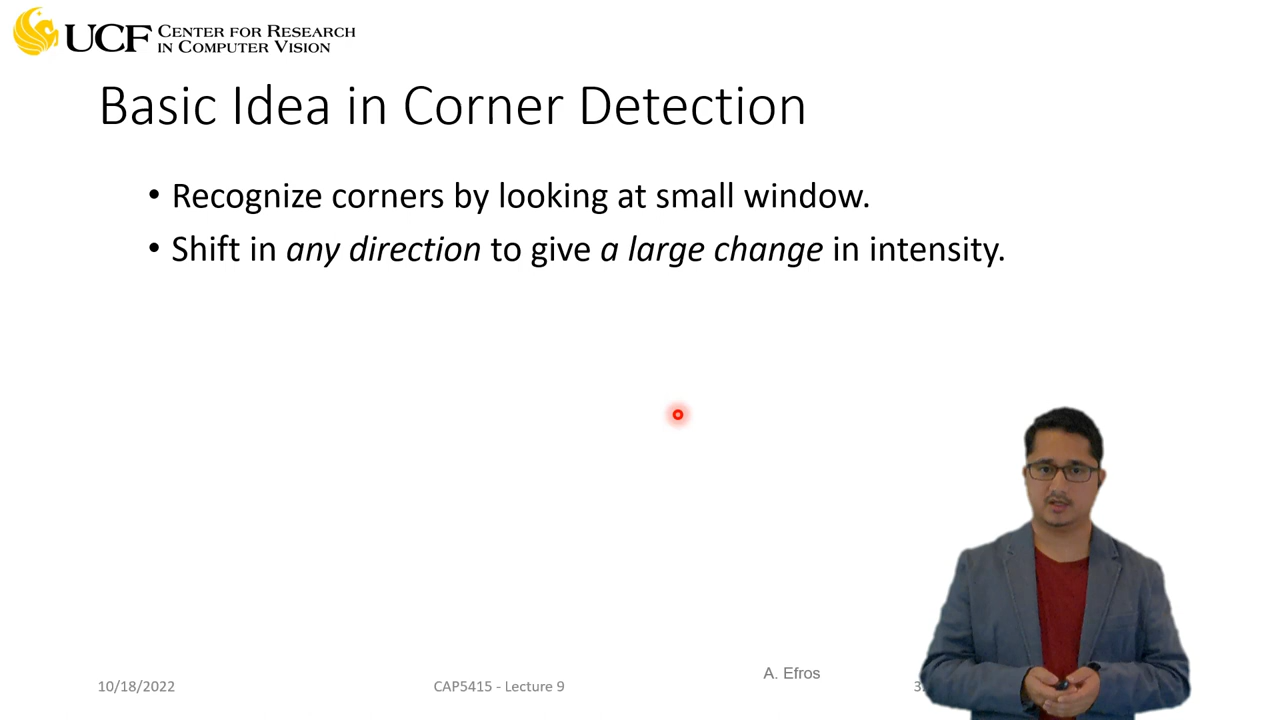 UCF CENTER FOR RESEARCH
IN COMPUTER VISION
Basic Idea in Corner Detection
• Recognize corners by looking at small window.
• Shift in any direction to give a large change in intensity.
A. Efros
10/18/2022
CAP5415 - Lecture 9